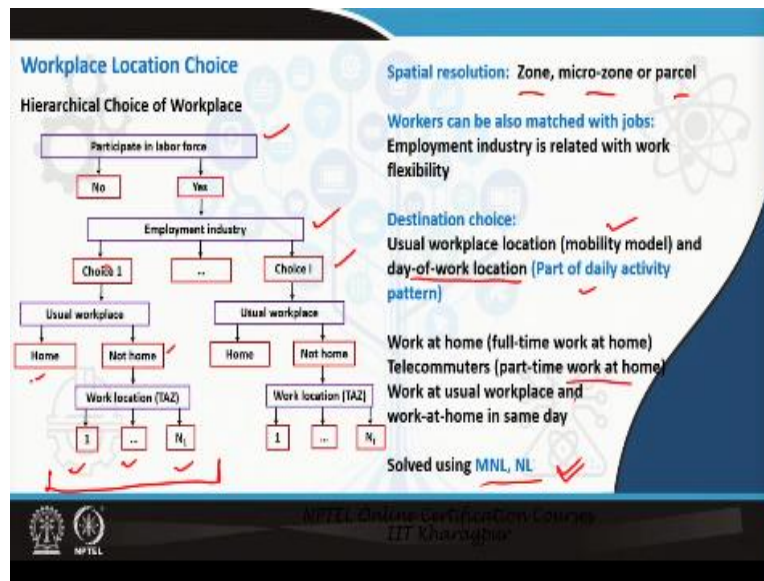 Workplace Location Choice
Hierarchical Choice of Workplace
Participate in labor force
No
Yes
Employment industry
Choice 1
..
Choice I
Usual workplace
Usual workplace
Home
Not home
Home
Not home
Work location (TAZ)
Work location (TAZ)
1
...
N₁
1
...
N₁
Spatial resolution: Zone, micro-zone or parcel
Workers can be also matched with jobs:
Employment industry is related with work
flexibility
Destination choice:
Usual workplace location (mobility model) and
day-of-work location (Part of daily activity
pattern)
Work at home (full-time work at home)
Telecommuters (part-time work at home)
Work at usual workplace and
work-at-home in same day
Solved using MNL, NL
NPTEL
NPTEL Online Certification Courses
IIT Kharagpur